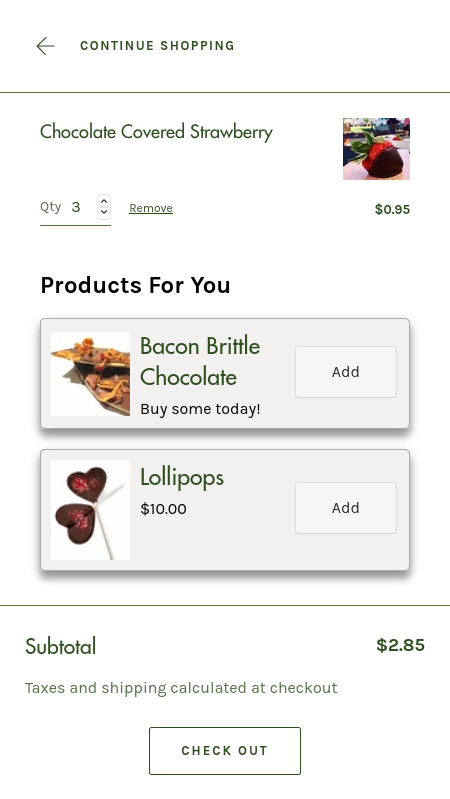 CONTINUE SHOPPING
Chocolate Covered Strawberry
Qty 3 Remove $0.95
Products For You
Bacon Brittle
Chocolate
Add
Buy some today!
Lollipops
$10.00
Add
Subtotal $2.85
Taxes and shipping calculated at checkout
CHECK OUT